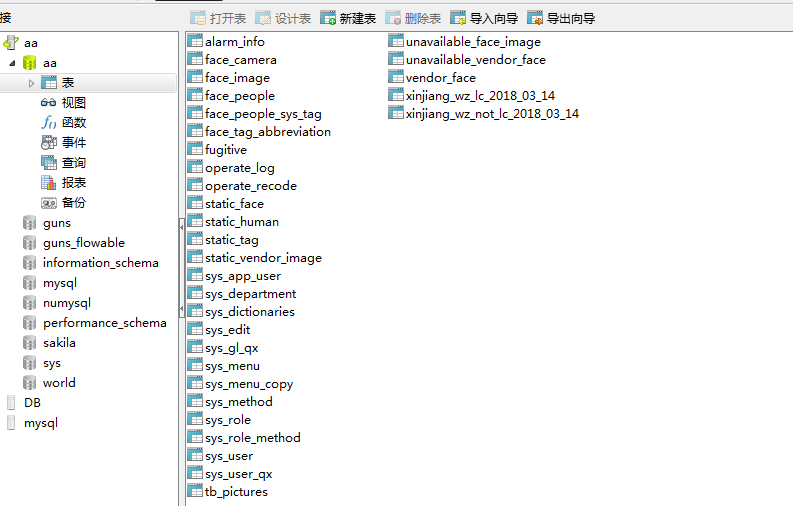 接
打开表 设计表 新建表 删除表 导入向导 导出向导
aa
aa
表
视图
函数
事件
查询
报表
备份
guns
guns_flowable
information_schema
mysql
numysql
performance_schema
sakila
sys
world
DB
mysql
alarm_info
face_camera
face_image
face_people
face_people_sys_tag
face_tag_abbreviation
fugitive
operate_log
operate_recode
static_face
static_human
static_tag
static_vendor_image
sys_app_user
sys_department
sys_dictionaries
sys_edit
sys_gl_qx
sys_menu
sys_menu_copy
sys_method
sys_role
sys_role_method
sys_user
sys_user_qx
tb_pictures
unavailable_face_image
unavailable_vendor_face
vendor_face
xinjiang_wz_lc_2018_03_14
xinjiang_wz_not_lc_2018_03_14